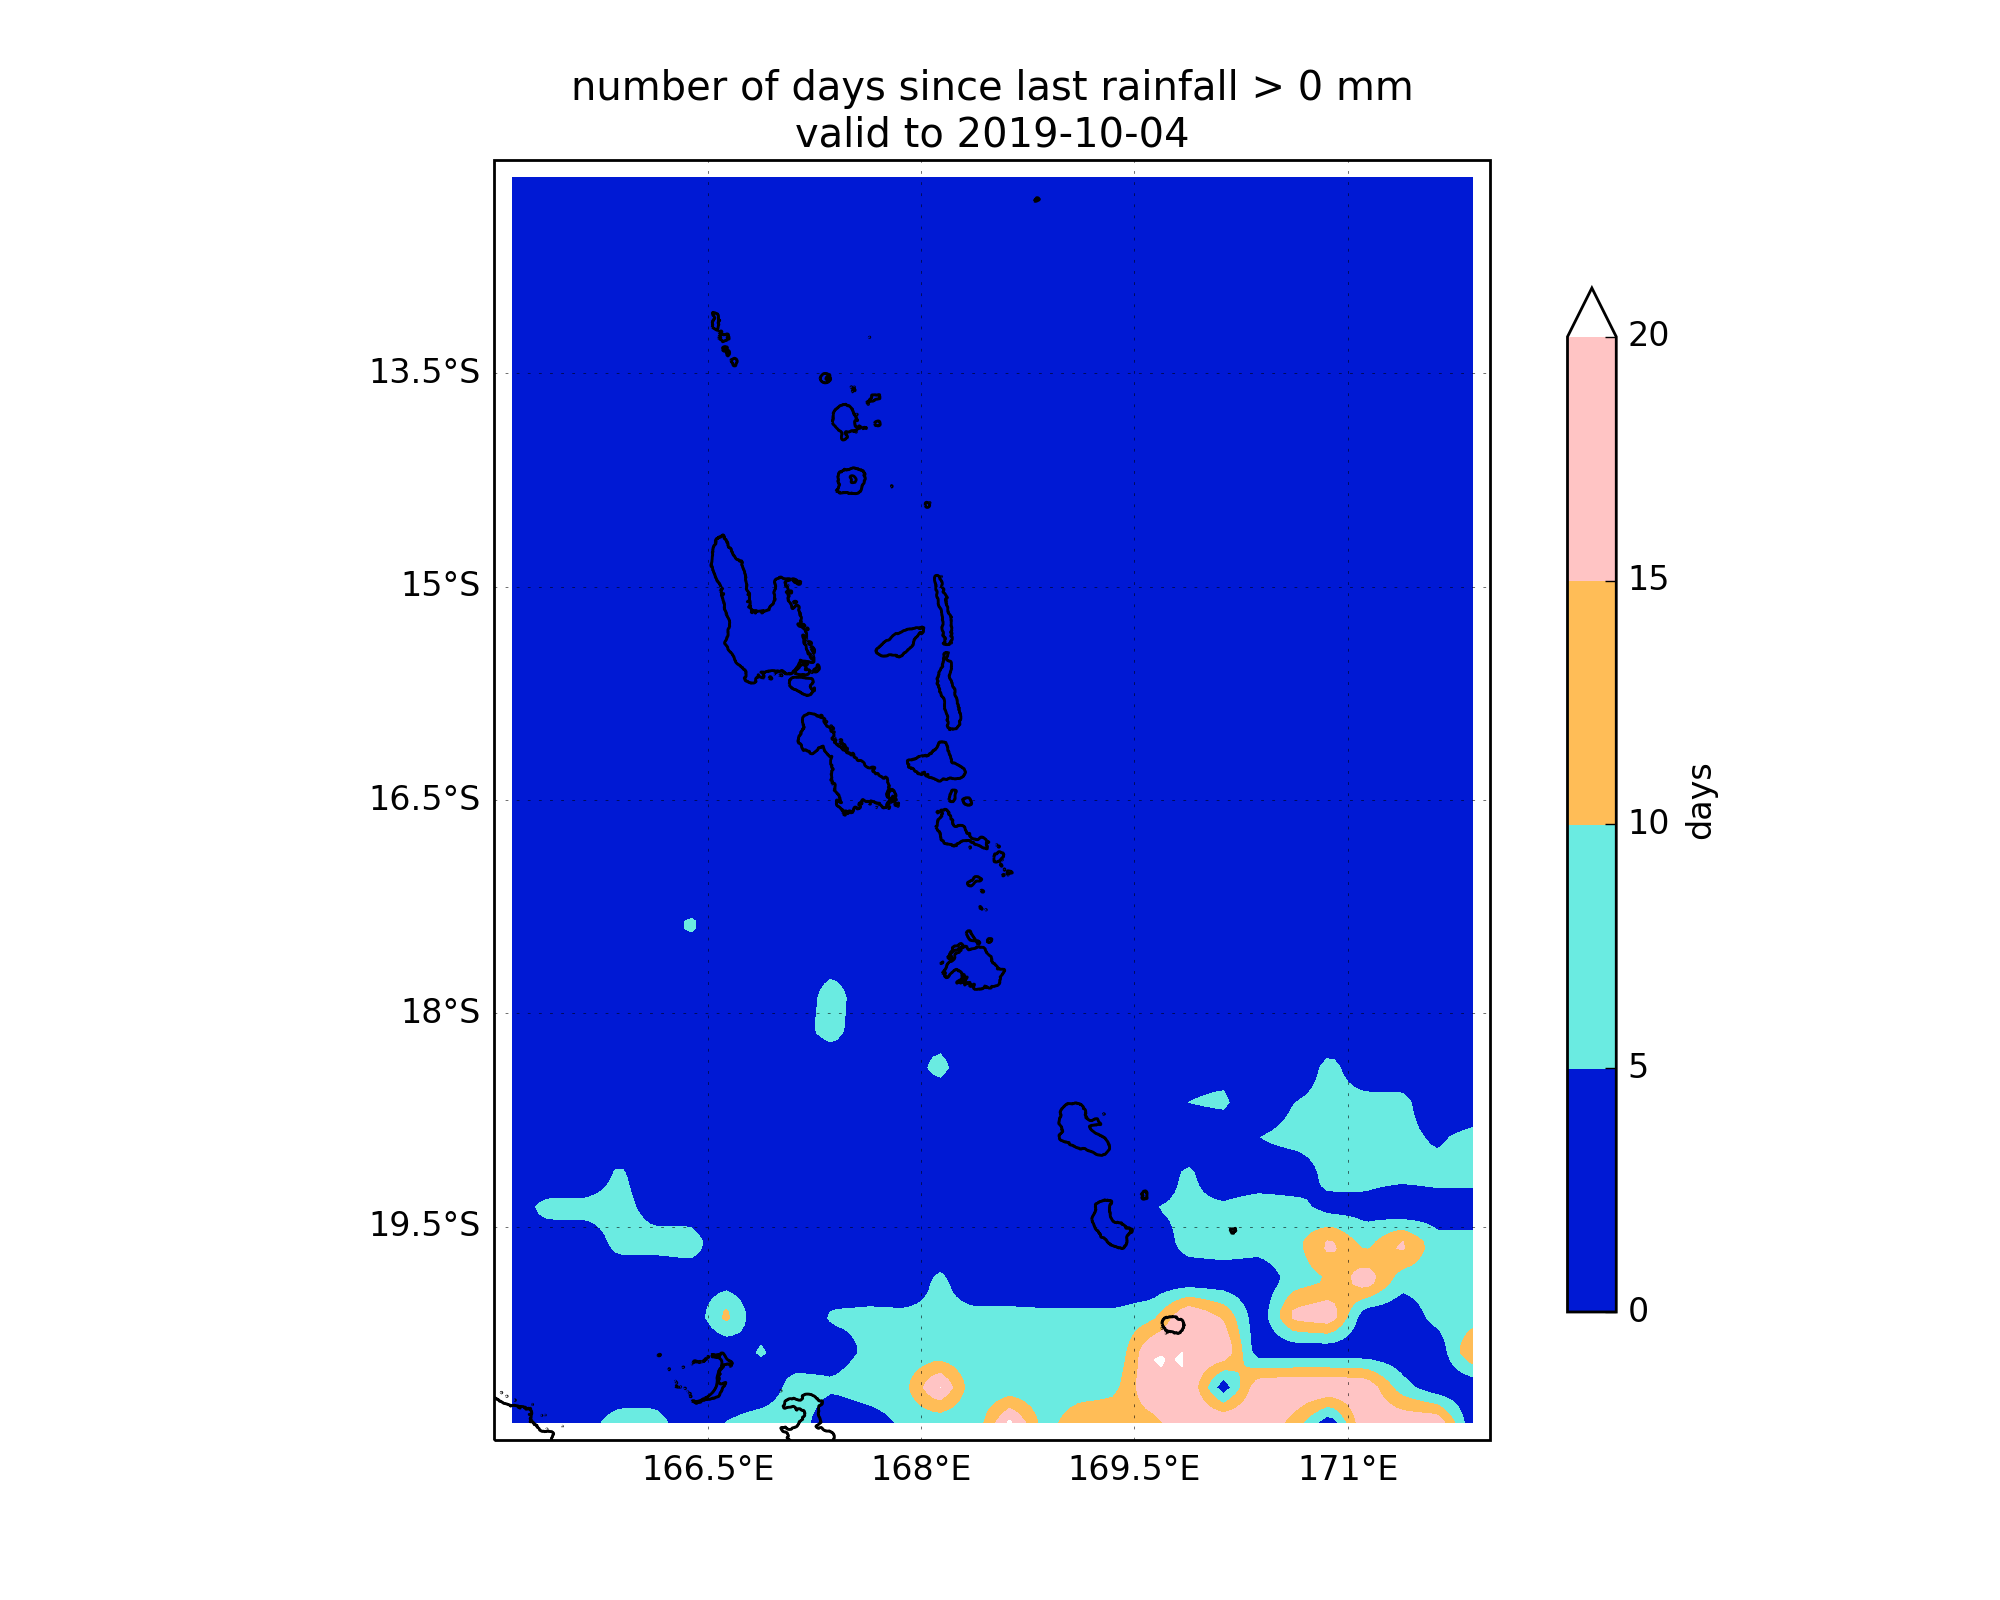 number of days since last rainfall > 0 mm
valid to 2019-10-04
13.5°S
15°S
16.5°S
18°S
19.5°S
166.5°E
168°E
169.5°E
171°E
20
15
10
5
0
days